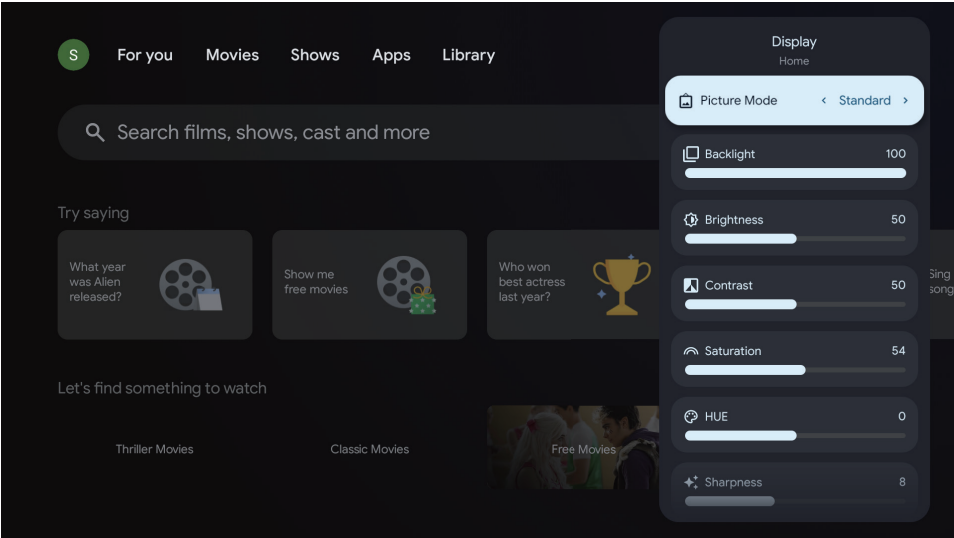 S
For you
Movies
Shows
Apps
Library
Search films, shows, cast and more
Try saying
What year
was Alien
released?
Show me
free movies
Who won
best actress
last year?
Sing
song
Let's find something to watch
Thriller Movies
Classic Movies
Free Movies
Display
Home
Picture Mode
< Standard >
Backlight 100
Brightness 50
Contrast 50
Saturation 54
HUE 0
Sharpness 8